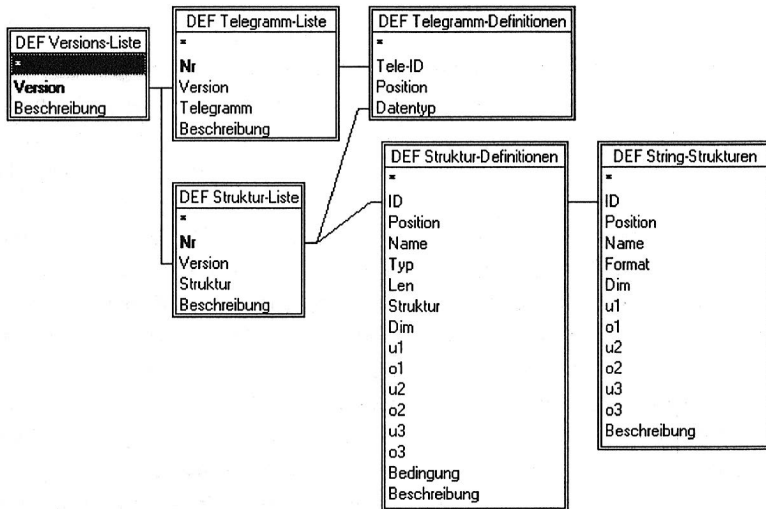 DEF Versions-Liste
*
Version
Beschreibung
DEF Telegramm-Liste
*
Nr
Version
Telegramm
Beschreibung
DEF Telegramm-Definitionen
*
Tele-ID
Position
Datentyp
DEF Struktur-Liste
*
Nr
Version
Struktur
Beschreibung
DEF Struktur-Definitionen
*
ID
Position
Name
Typ
Len
Struktur
Dim
u1
o1
u2
o2
u3
o3
Bedingung
Beschreibung
DEF String-Strukturen
*
ID
Position
Name
Format
Dim
u1
o1
u2
o2
u3
o3
Beschreibung